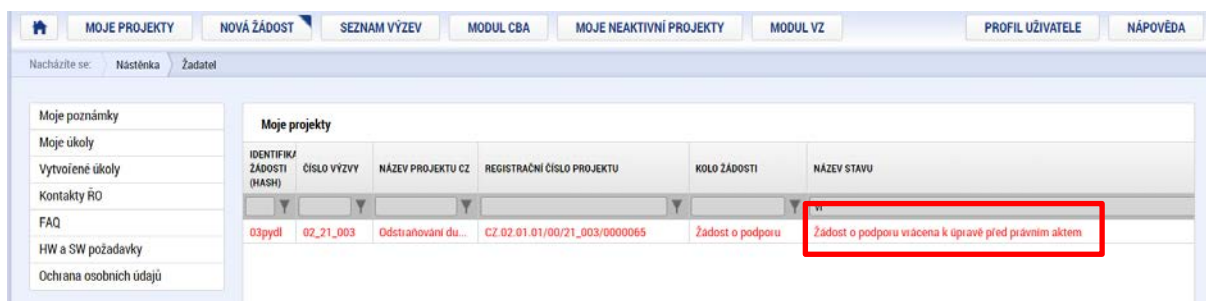 MOJE PROJEKTY NOVÁ ŽÁDOST SEZNAM VÝZEV MODUL CBA MOJE NEAKTIVNÍ PROJEKTY MODUL VZ PROFIL UŽIVATELE NÁPOVĚDA
Nacházíte se: Nástěnka Žadatel
Moje poznámky
Moje úkoly
Vytvořené úkoly
Kontakty ŘO
FAQ
HW a SW požadavky
Ochrana osobních údajů
Moje projekty
IDENTIFIKA
ŽÁDOSTI
(HASH)
ČÍSLO VÝZVY NÁZEV PROJEKTU CZ REGISTRAČNÍ ČÍSLO PROJEKTU KOLO ŽÁDOSTI NÁZEV STAVU
03pydl 02_21_003 Odstraňování du... CZ.02.01.01/00/21_003/0000065 Žádost o podporu Žádost o podporu vrácena k úpravě před právním aktem